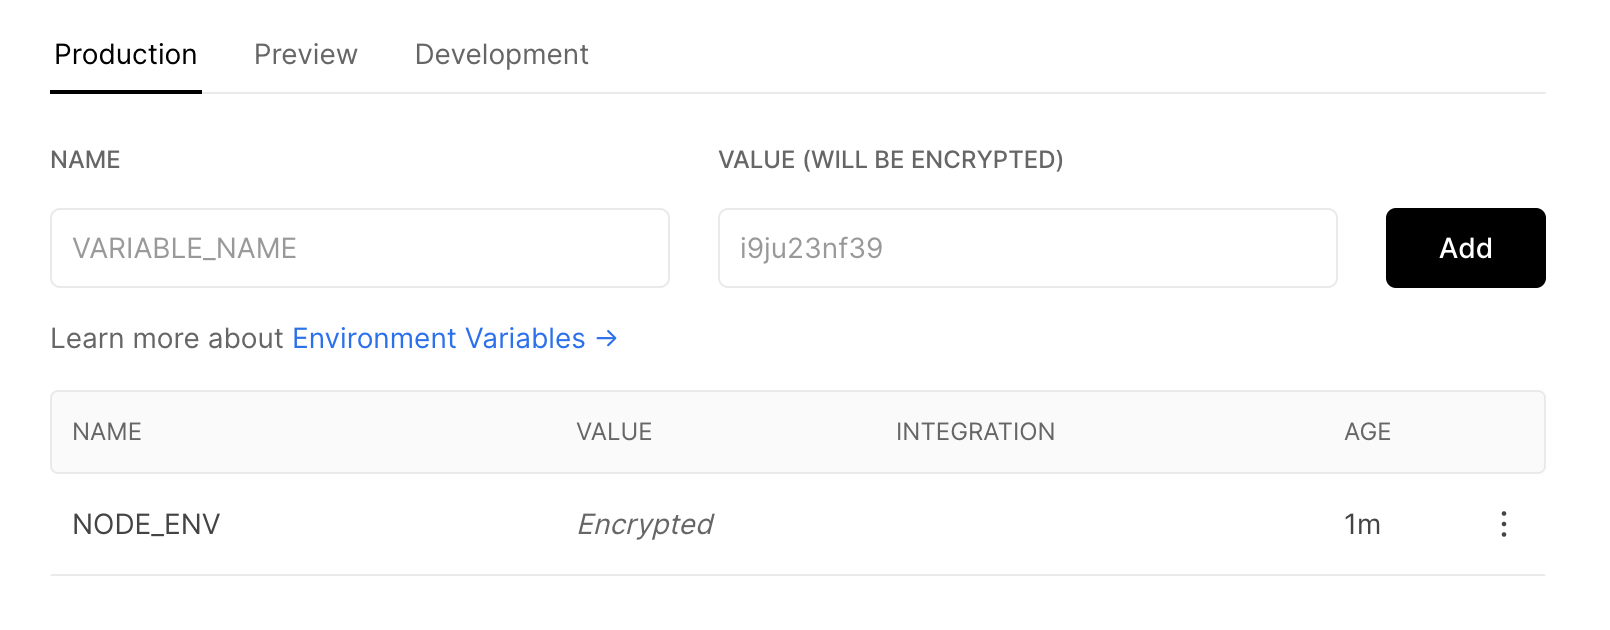 Production Preview Development
NAME VALUE (WILL BE ENCRYPTED)
VARIABLE_NAME i9ju23nf39 Add
Learn more about Environment Variables →
NAME VALUE INTEGRATION AGE
NODE_ENV Encrypted 1m